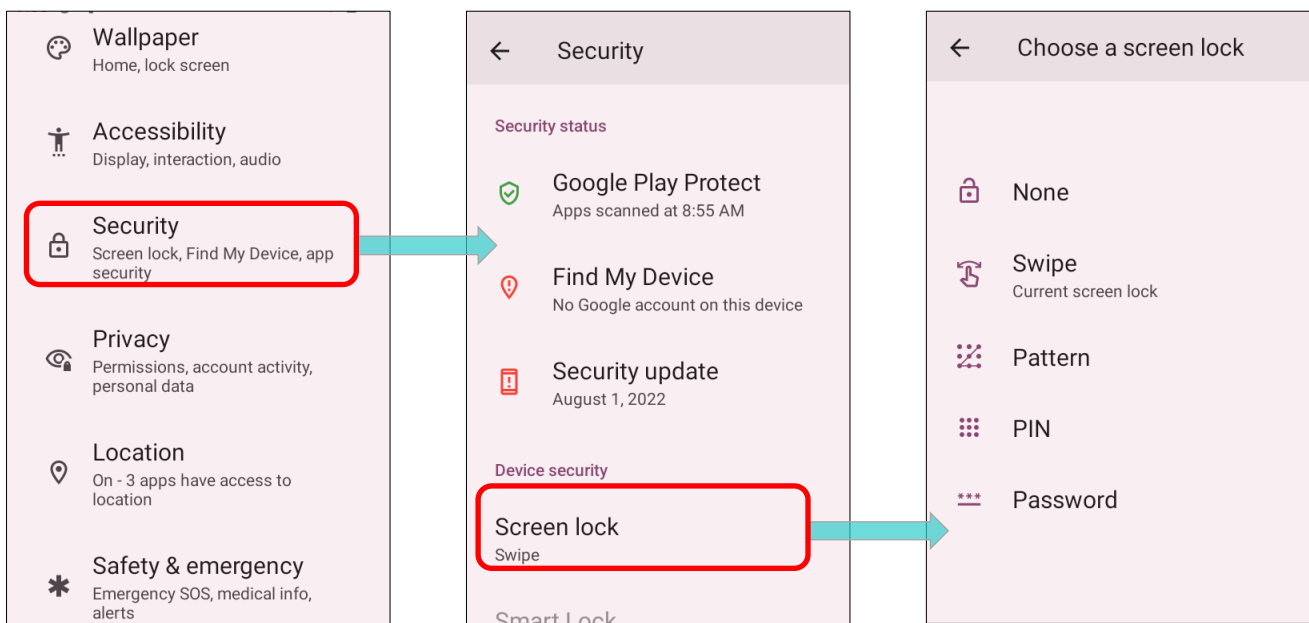 Wallpaper
Home, lock screen
Accessibility
Display, interaction, audio
Security
Screen lock, Find My Device, app
security
Privacy
Permissions, account activity,
personal data
Location
On - 3 apps have access to
location
Safety & emergency
Emergency SOS, medical info,
alerts
Security
Security status
Google Play Protect
Apps scanned at 8:55 AM
Find My Device
No Google account on this device
Security update
August 1, 2022
Device security
Screen lock
Swipe
Smart Lock
Choose a screen lock
None
Swipe
Current screen lock
Pattern
PIN
Password